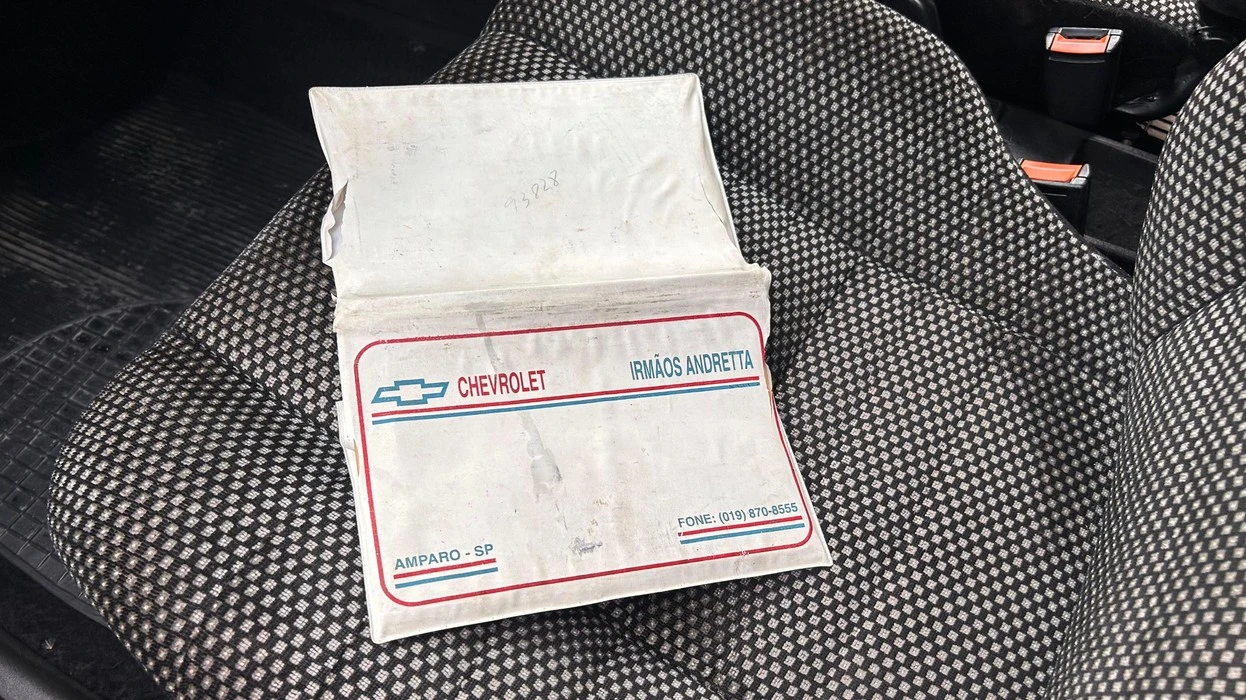 93828
CHEVROLET
IRMÃOS ANDRETTA
AMPARO - SP
FONE: (019) 870-8555